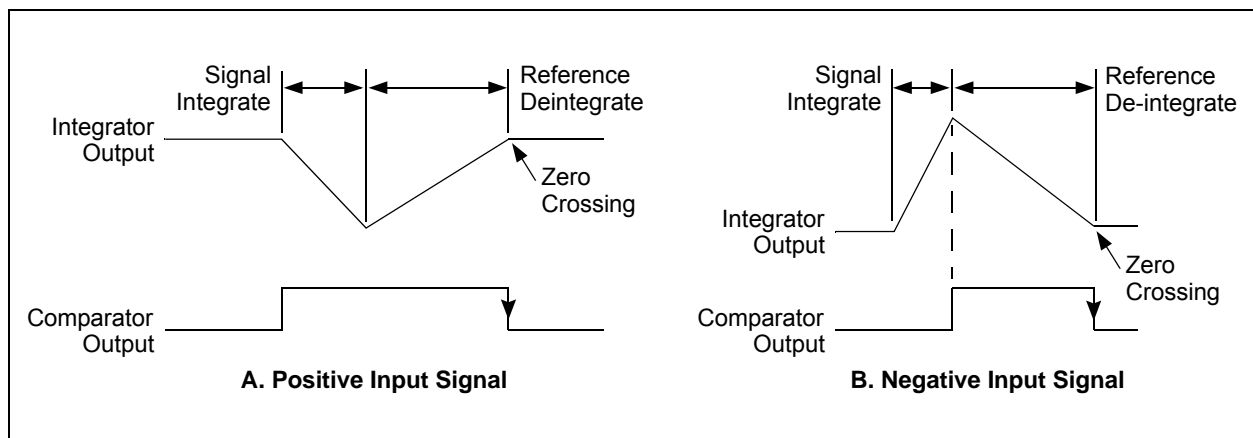 Signal
Integrate
Reference
Deintegrate
Integrator
Output
Zero
Crossing
Comparator
Output
A. Positive Input Signal
Signal
Integrate
Reference
De-integrate
Integrator
Output
Zero
Crossing
Comparator
Output
B. Negative Input Signal